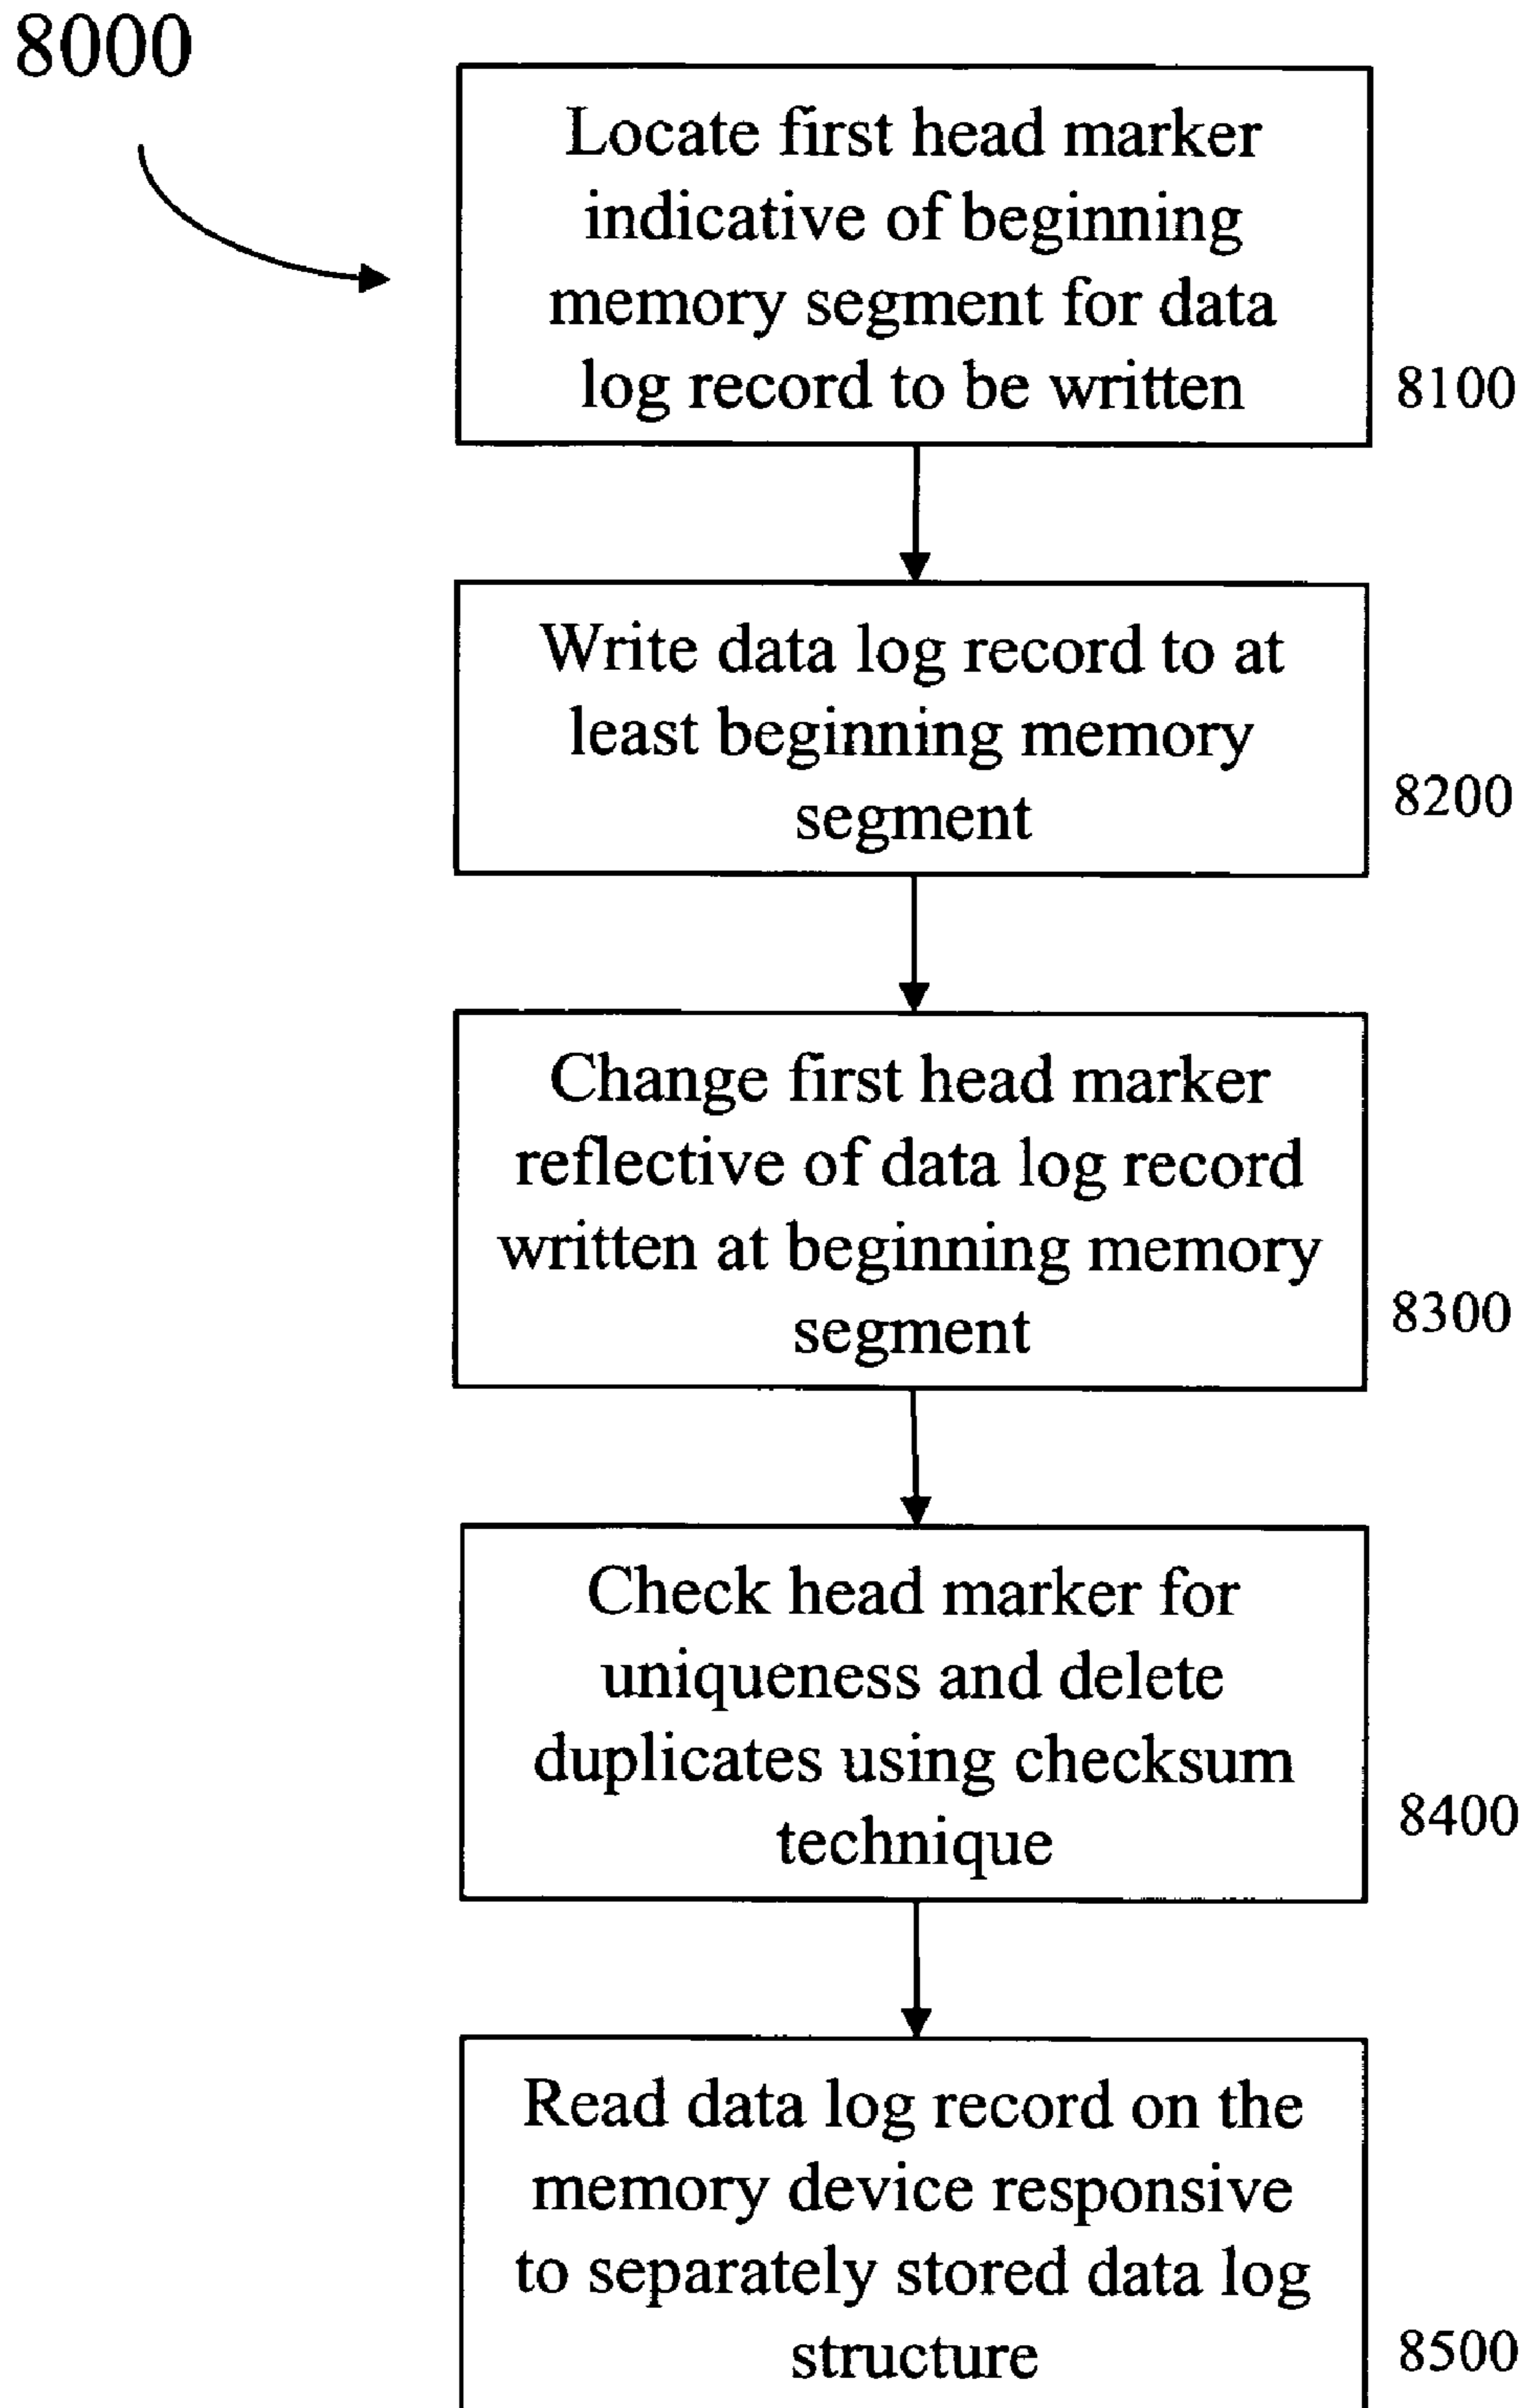 8000
Locate first head marker
indicative of beginning
memory segment for data
log record to be written
8100
Write data log record to at
least beginning memory
segment
8200
Change first head marker
reflective of data log record
written at beginning memory
segment
8300
Check head marker for
uniqueness and delete
duplicates using checksum
technique
8400
Read data log record on the
memory device responsive
to separately stored data log
structure
8500